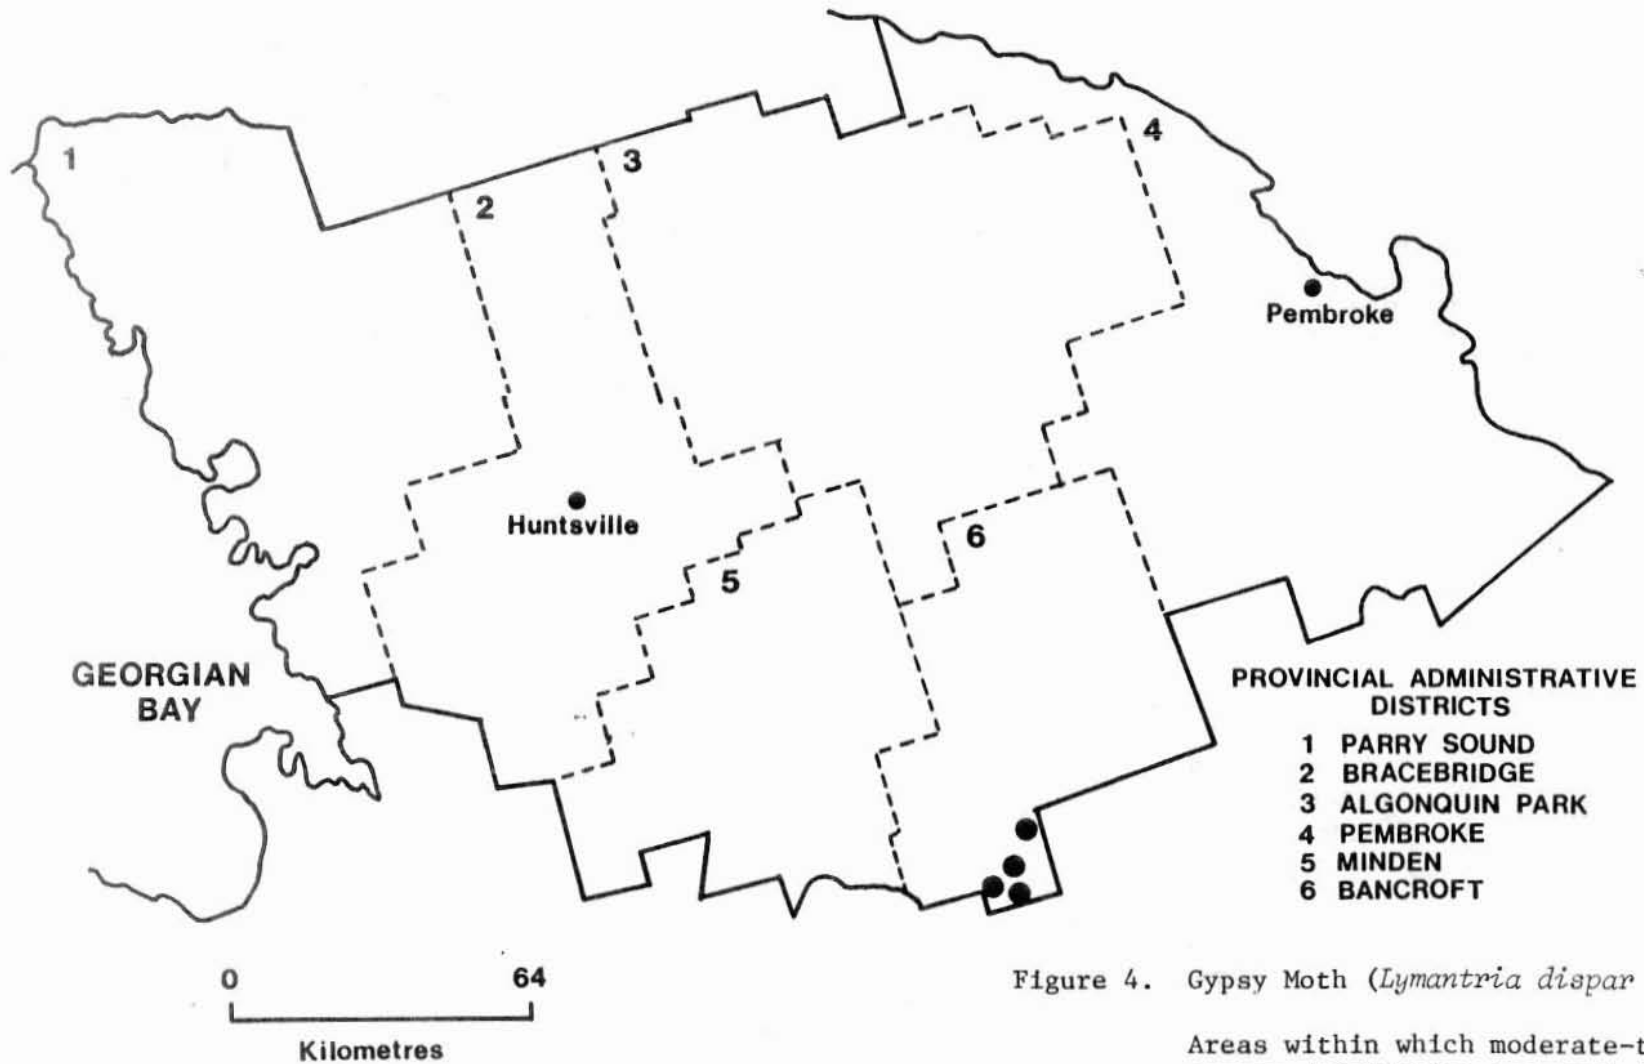 1
2
3
4
Pembroke
Huntsville
5
6
GEORGIAN
BAY
PROVINCIAL ADMINISTRATIVE
DISTRICTS
1 PARRY SOUND
2 BRACEBRIDGE
3 ALGONQUIN PARK
4 PEMBROKE
5 MINDEN
6 BANCROFT
0 64
Kilometres
Figure 4. Gypsy Moth (Lymantria dispar
Areas within which moderate-t